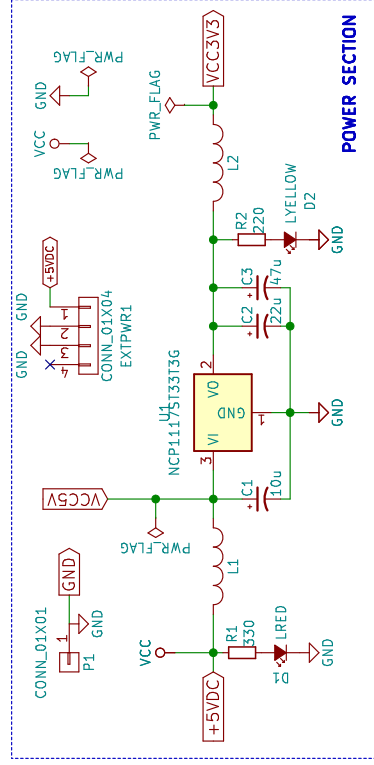 POWER SECTION
CONN_01X01
P1
1
GND
GND
GND
GND
4
3
2
1
CONN_01X04
EXTPWR1
+5VDC
VCC
PWR_FLAG
GND
PWR_FLAG
+5VDC
VCC
R1
330
D1
LRED
GND
L1
VCC5V
PWR_FLAG
C1
10u
U1
NCP1117ST33T3G
3
VI
GND
1
VO
2
GND
C2
22u
C3
47u
R2
220
LYELLOW
D2
GND
L2
PWR_FLAG
VCC3V3